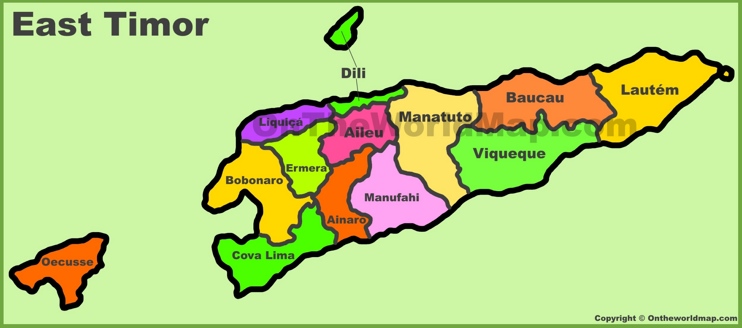 East Timor
Dili
Liquiçá
Aileu
Manatuto
Baucau
Lautém
OnTheWorldMap.com
Viqueque
Ermera
Bobonaro
Manufahi
Ainaro
Cova Lima
Oecusse
Copyright © Ontheworldmap.com